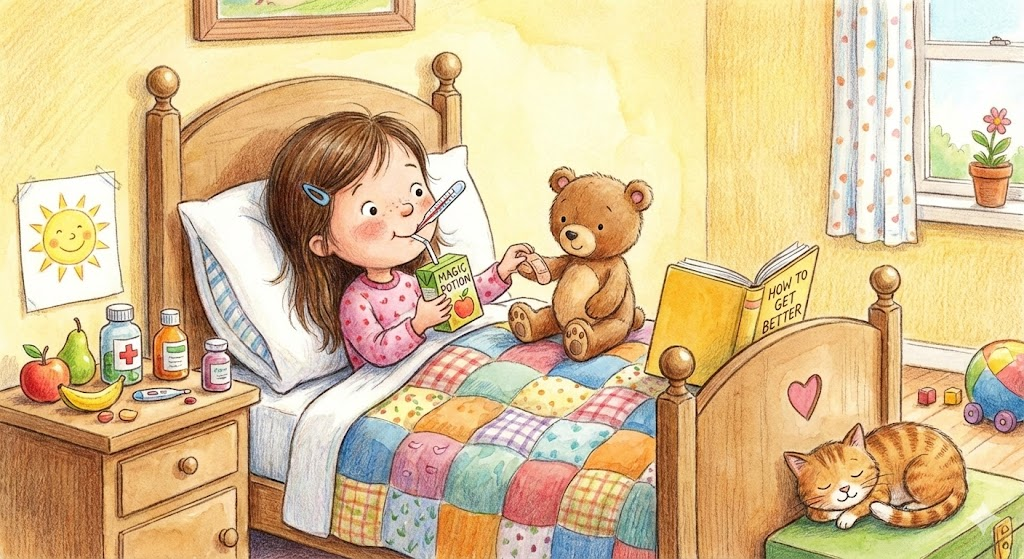 MAGIC
POTION
HOW TO
GET
BETTER